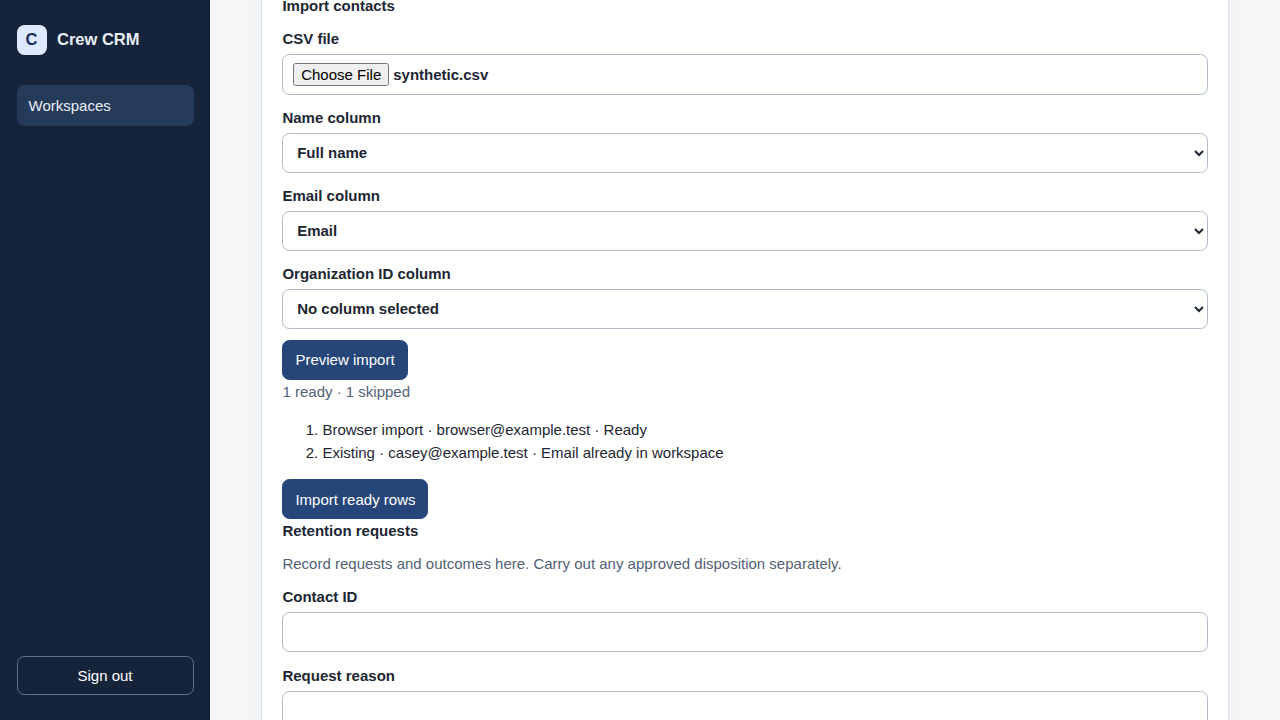 C Crew CRM
Workspaces
Sign out
Import contacts
CSV file
Choose File synthetic.csv
Name column
Full name
Email column
Email
Organization ID column
No column selected
Preview import
1 ready · 1 skipped
1. Browser import · browser@example.test · Ready
2. Existing · casey@example.test · Email already in workspace
Import ready rows
Retention requests
Record requests and outcomes here. Carry out any approved disposition separately.
Contact ID
Request reason